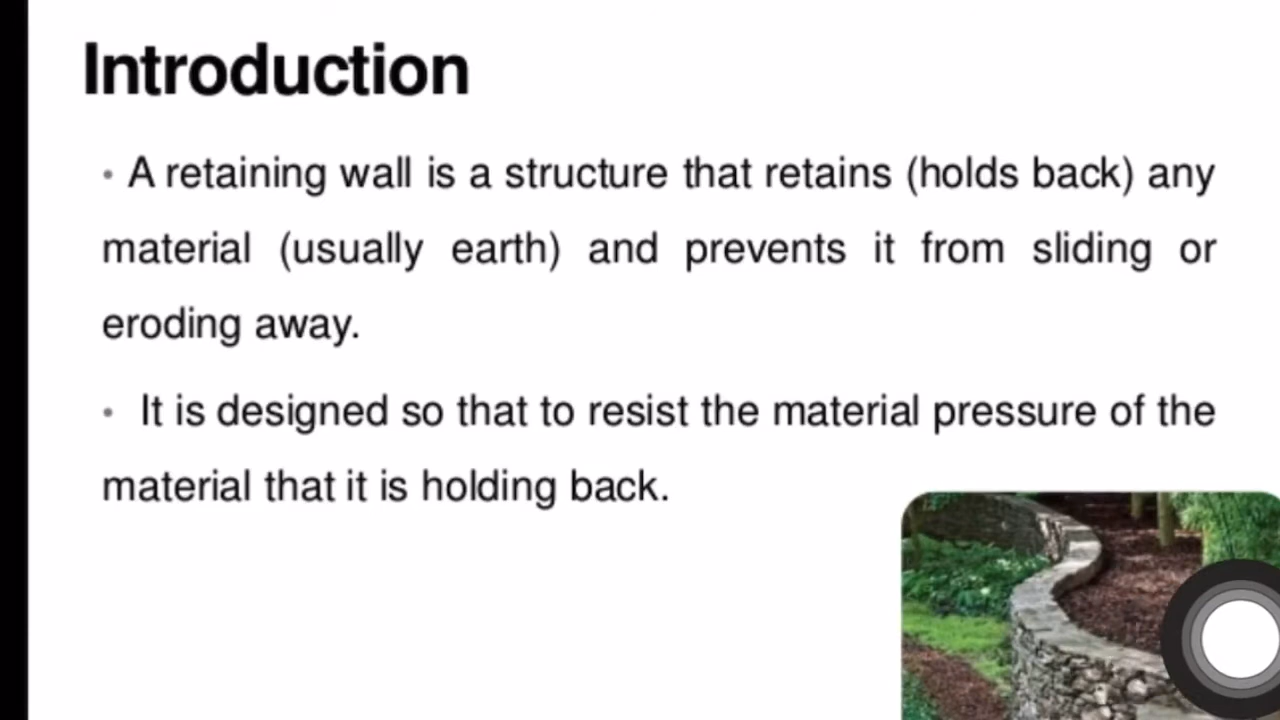 Introduction
• A retaining wall is a structure that retains (holds back) any
material (usually earth) and prevents it from sliding or
eroding away.
• It is designed so that to resist the material pressure of the
material that it is holding back.